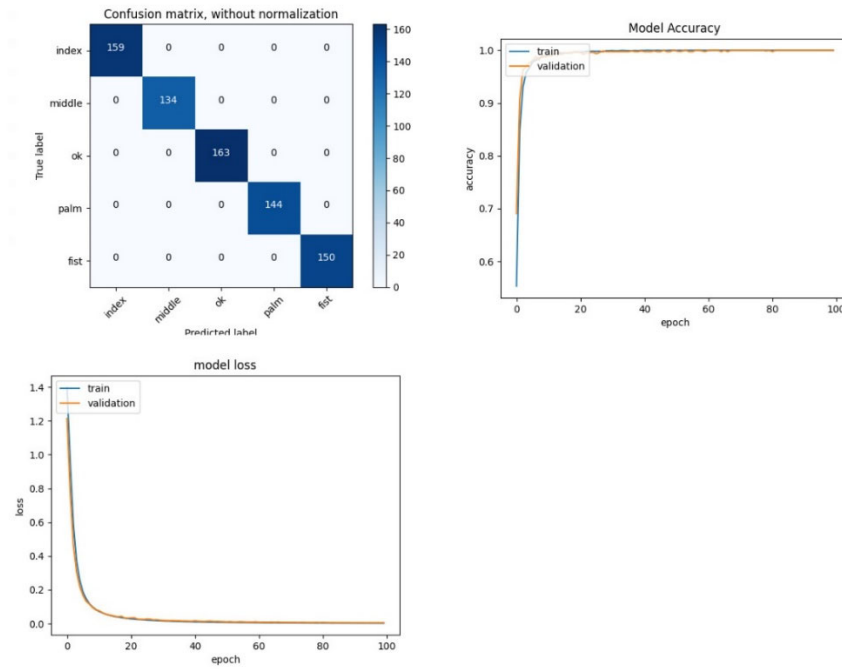 Confusion matrix, without normalization
True label
index 159 0 0 0 0
middle 0 134 0 0 0
ok 0 0 163 0 0
palm 0 0 0 144 0
fist 0 0 0 0 150
index middle ok palm fist
Predicted label
160
140
120
100
80
60
40
20
0
Model Accuracy
train
validation
accuracy
1.0
0.9
0.8
0.7
0.6
0 20 40 60 80 100
epoch
model loss
train
validation
loss
1.4
1.2
1.0
0.8
0.6
0.4
0.2
0.0
0 20 40 60 80 100
epoch